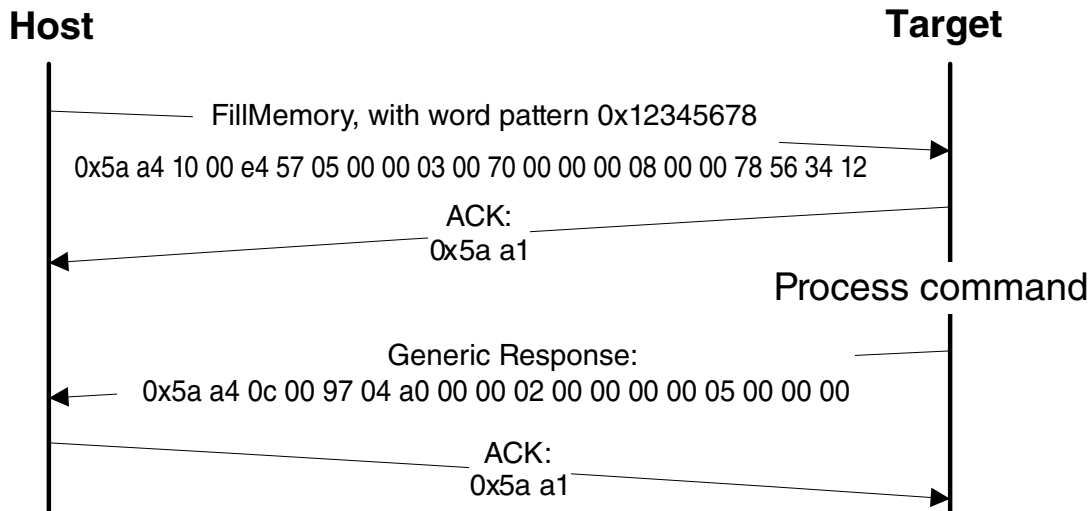 Host
Target
FillMemory, with word pattern 0x12345678
0x5a a4 10 00 e4 57 05 00 00 03 00 70 00 00 00 08 00 00 78 56 34 12
ACK:
0x5a a1
Process command
Generic Response:
0x5a a4 0c 00 97 04 a0 00 00 02 00 00 00 00 05 00 00 00
ACK:
0x5a a1